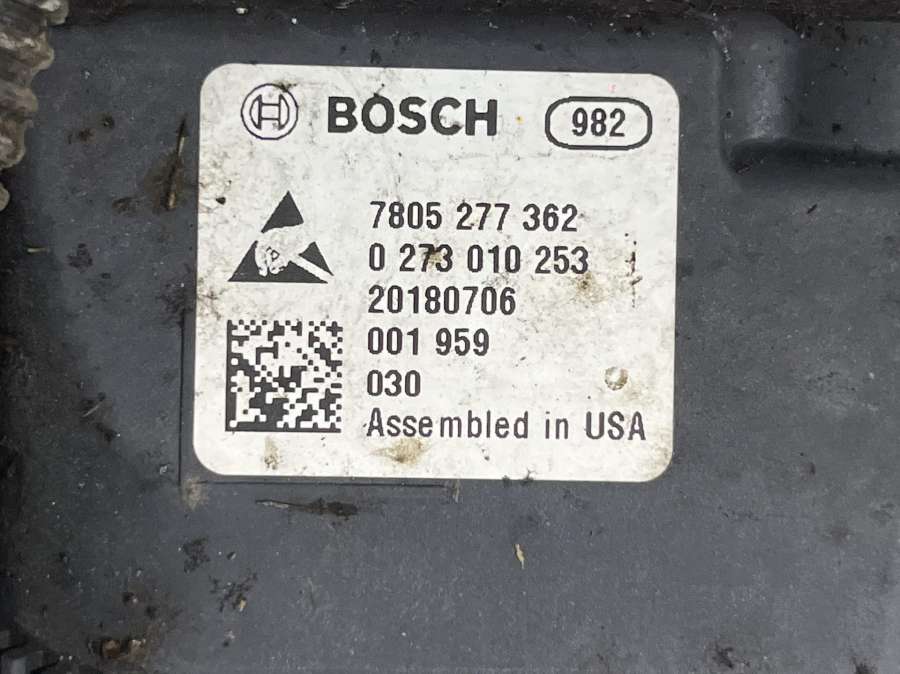 BOSCH 982
7805 277 362
0 273 010 253
20180706
001 959
030
Assembled in USA